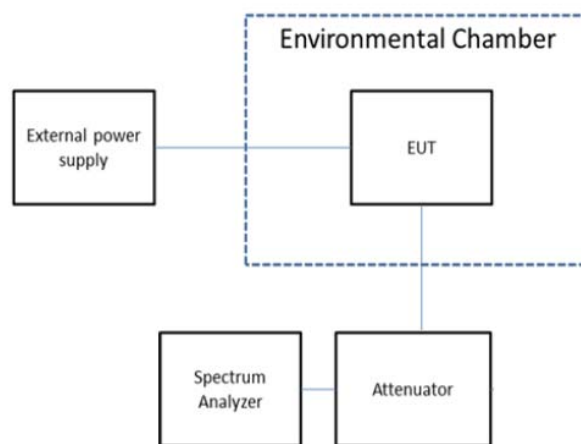 Environmental Chamber
External power
supply
EUT
Spectrum
Analyzer
Attenuator